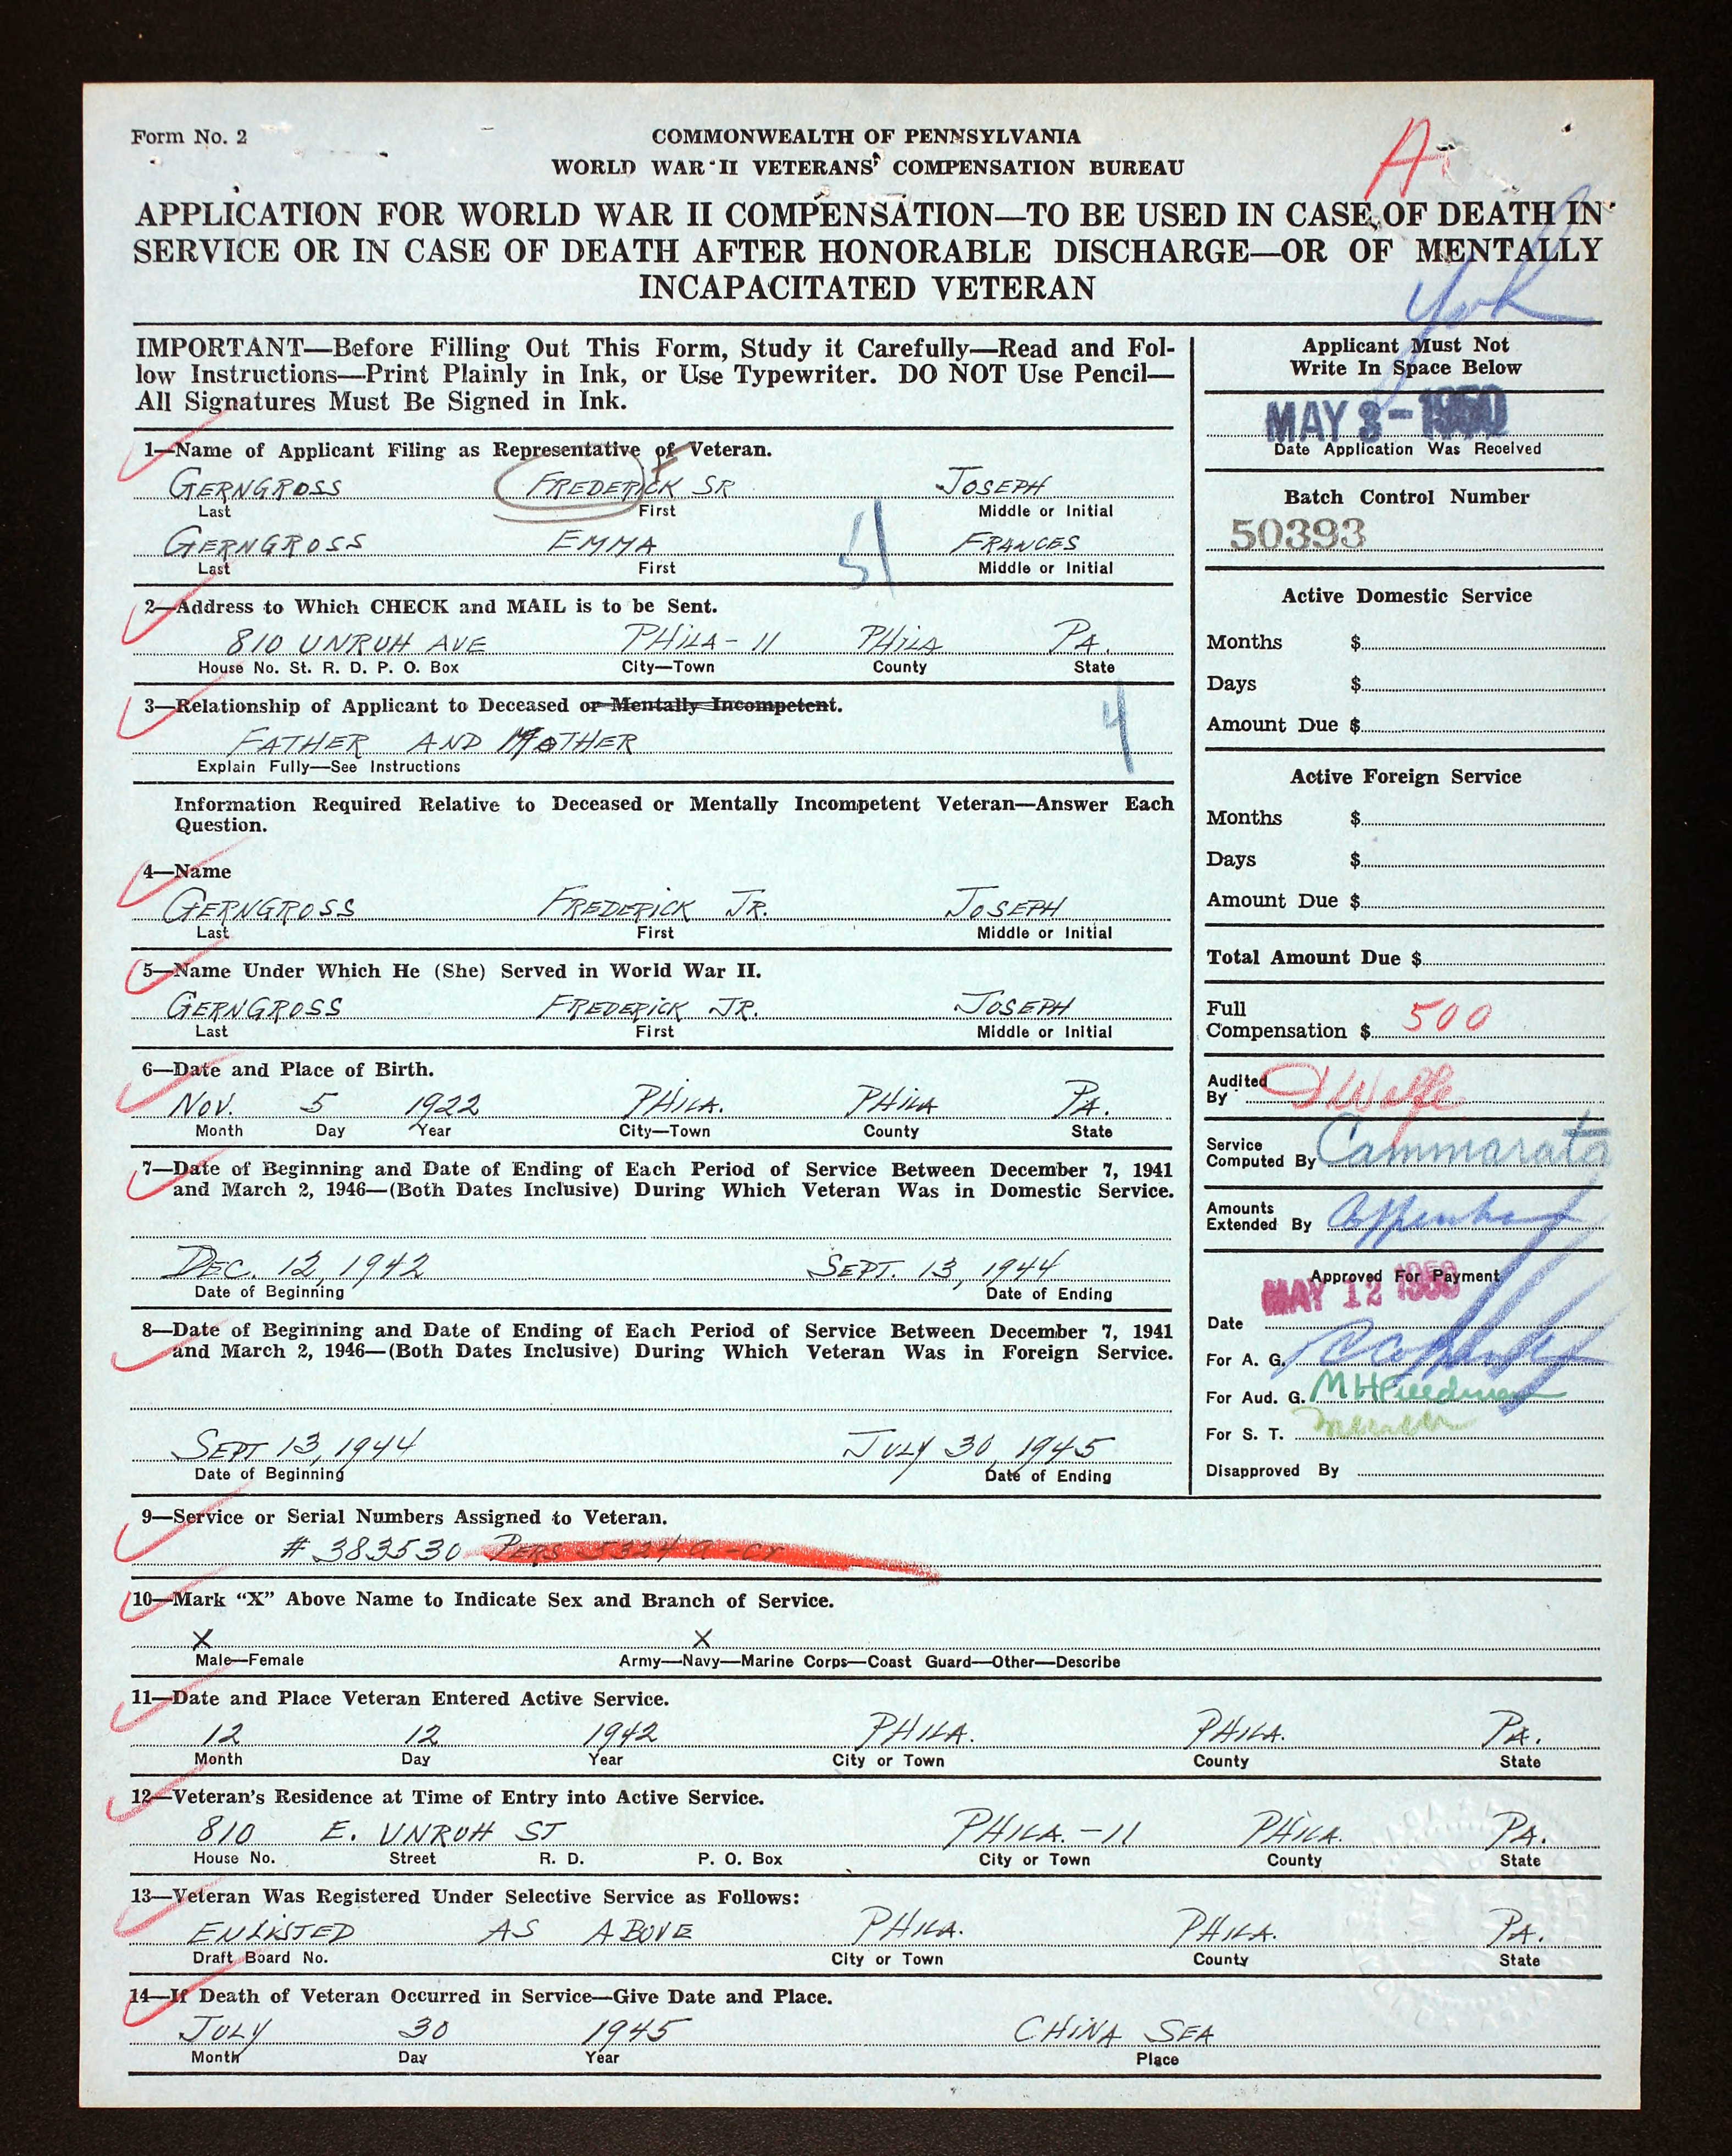 Form No. 2
COMMONWEALTH OF PENNSYLVANIA
WORLD WAR II VETERANS' COMPENSATION BUREAU
A
APPLICATION FOR WORLD WAR II COMPENSATION—TO BE USED IN CASE OF DEATH IN
SERVICE OR IN CASE OF DEATH AFTER HONORABLE DISCHARGE—OR OF MENTALLY
INCAPACITATED VETERAN
York
IMPORTANT—Before Filling Out This Form, Study it Carefully—Read and Fol-
low Instructions—Print Plainly in Ink, or Use Typewriter. DO NOT Use Pencil—
All Signatures Must Be Signed in Ink.
1—Name of Applicant Filing as Representative of Veteran.
GERNGROSS FREDERICK SR JOSEPH
Last First Middle or Initial
GERNGROSS EMMA 51 FRANCES
Last First Middle or Initial
2—Address to Which CHECK and MAIL is to be Sent.
810 UNRUH AVE PHILA-11 PHILA PA.
House No. St. R. D. P. O. Box City—Town County State
3—Relationship of Applicant to Deceased or Mentally Incompetent.
FATHER AND MOTHER 4
Explain Fully—See Instructions
Information Required Relative to Deceased or Mentally Incompetent Veteran—Answer Each
Question.
4—Name
GERNGROSS FREDERICK JR. JOSEPH
Last First Middle or Initial
5—Name Under Which He (She) Served in World War II.
GERNGROSS FREDERICK JR. JOSEPH
Last First Middle or Initial
6—Date and Place of Birth.
NOV. 5 1922 PHILA. PHILA PA.
Month Day Year City—Town County State
7—Date of Beginning and Date of Ending of Each Period of Service Between December 7, 1941
and March 2, 1946—(Both Dates Inclusive) During Which Veteran Was in Domestic Service.
DEC. 12, 1942 SEPT. 13, 1944
Date of Beginning Date of Ending
8—Date of Beginning and Date of Ending of Each Period of Service Between December 7, 1941
and March 2, 1946—(Both Dates Inclusive) During Which Veteran Was in Foreign Service.
SEPT 13, 1944 JULY 30, 1945
Date of Beginning Date of Ending
Applicant Must Not
Write In Space Below
MAY 3-1950
Date Application Was Received
Batch Control Number
50393
Active Domestic Service
Months $
Days $
Amount Due $
Active Foreign Service
Months $
Days $
Amount Due $
Total Amount Due $
Full
Compensation $ 500
Audited
By Wolfe
Service
Computed By Cammarata
Amounts
Extended By
Approved For Payment
MAY 12 1950
Date
For A. G.
For Aud. G. MHFreedman
For S. T.
Disapproved By
9—Service or Serial Numbers Assigned to Veteran.
# 383530 PERS 5324 a-cr
10—Mark “X” Above Name to Indicate Sex and Branch of Service.
X X
Male—Female Army—Navy—Marine Corps—Coast Guard—Other—Describe
11—Date and Place Veteran Entered Active Service.
12 12 1942 PHILA. PHILA. PA.
Month Day Year City or Town County State
12—Veteran's Residence at Time of Entry into Active Service.
810 E. UNRUH ST PHILA.-11 PHILA. PA.
House No. Street R. D. P. O. Box City or Town County State
13—Veteran Was Registered Under Selective Service as Follows:
ENLISTED AS ABOVE PHILA. PHILA. PA.
Draft Board No. City or Town County State
14—If Death of Veteran Occurred in Service—Give Date and Place.
JULY 30 1945 CHINA SEA
Month Day Year Place